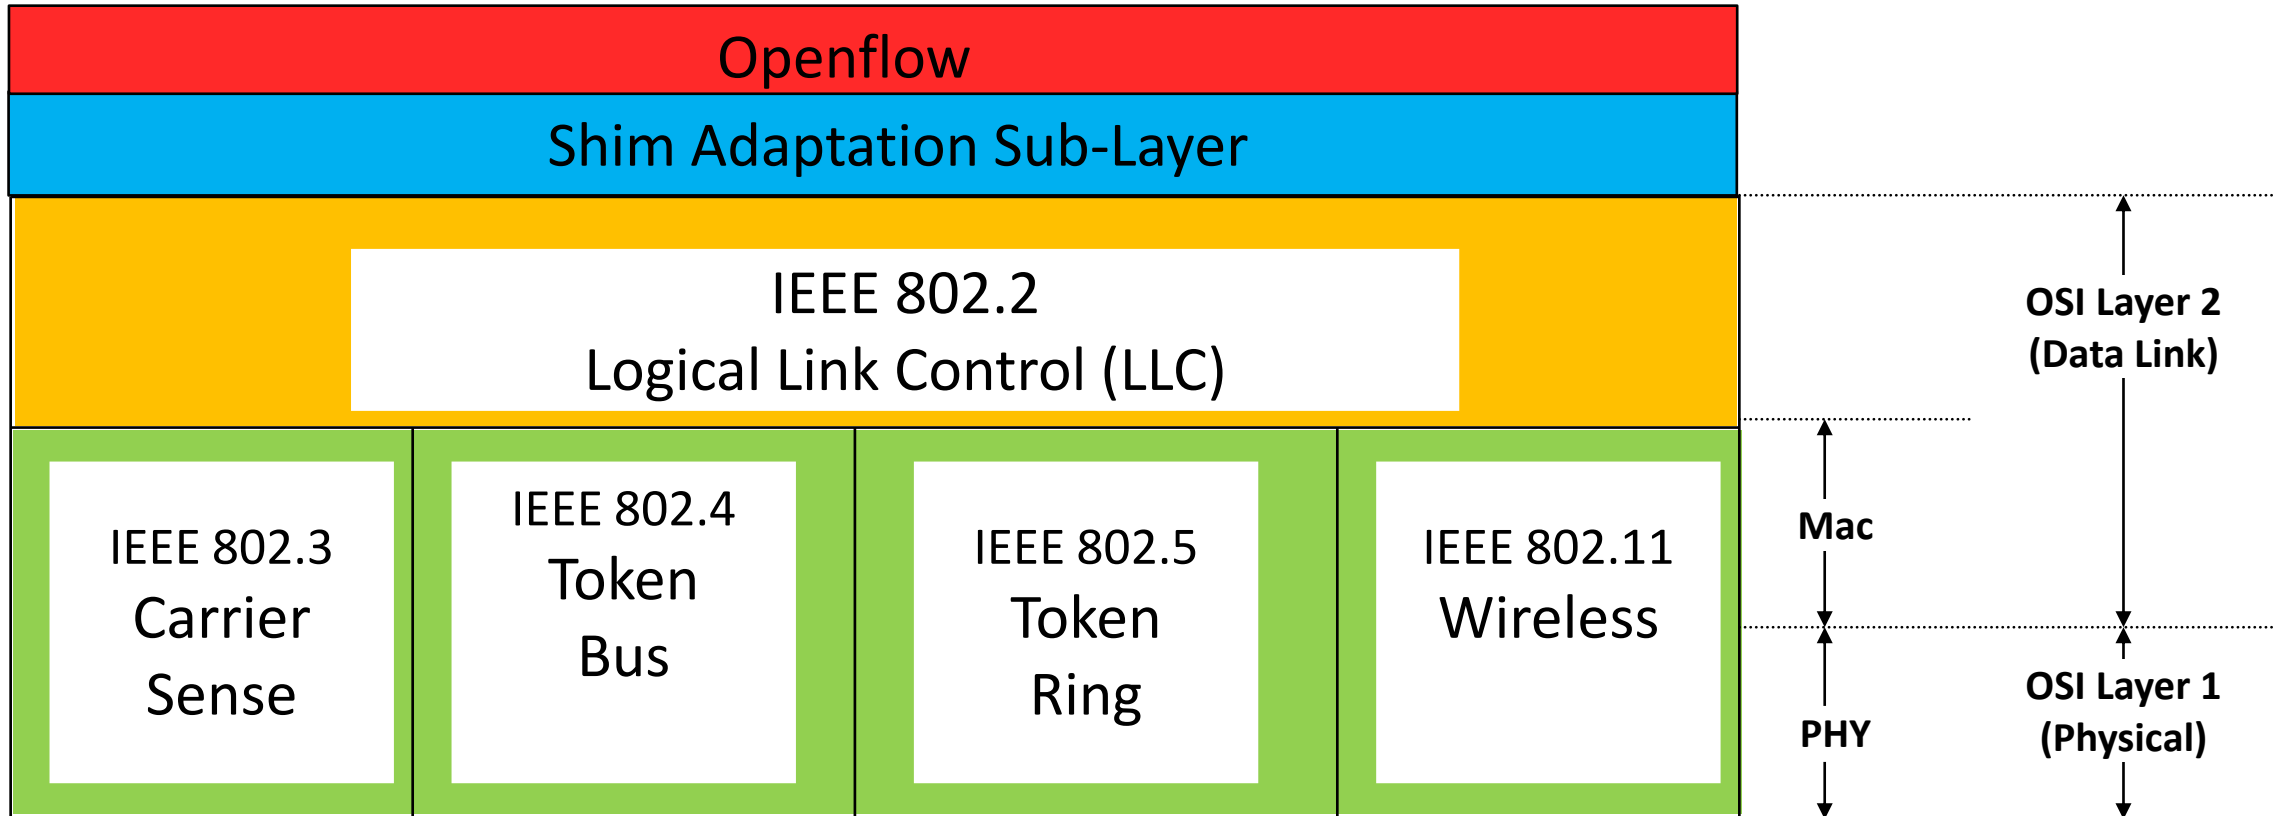 Openflow
Shim Adaptation Sub-Layer
IEEE 802.2
Logical Link Control (LLC)
IEEE 802.3
Carrier
Sense
IEEE 802.4
Token
Bus
IEEE 802.5
Token
Ring
IEEE 802.11
Wireless
Mac
PHY
OSI Layer 2
(Data Link)
OSI Layer 1
(Physical)